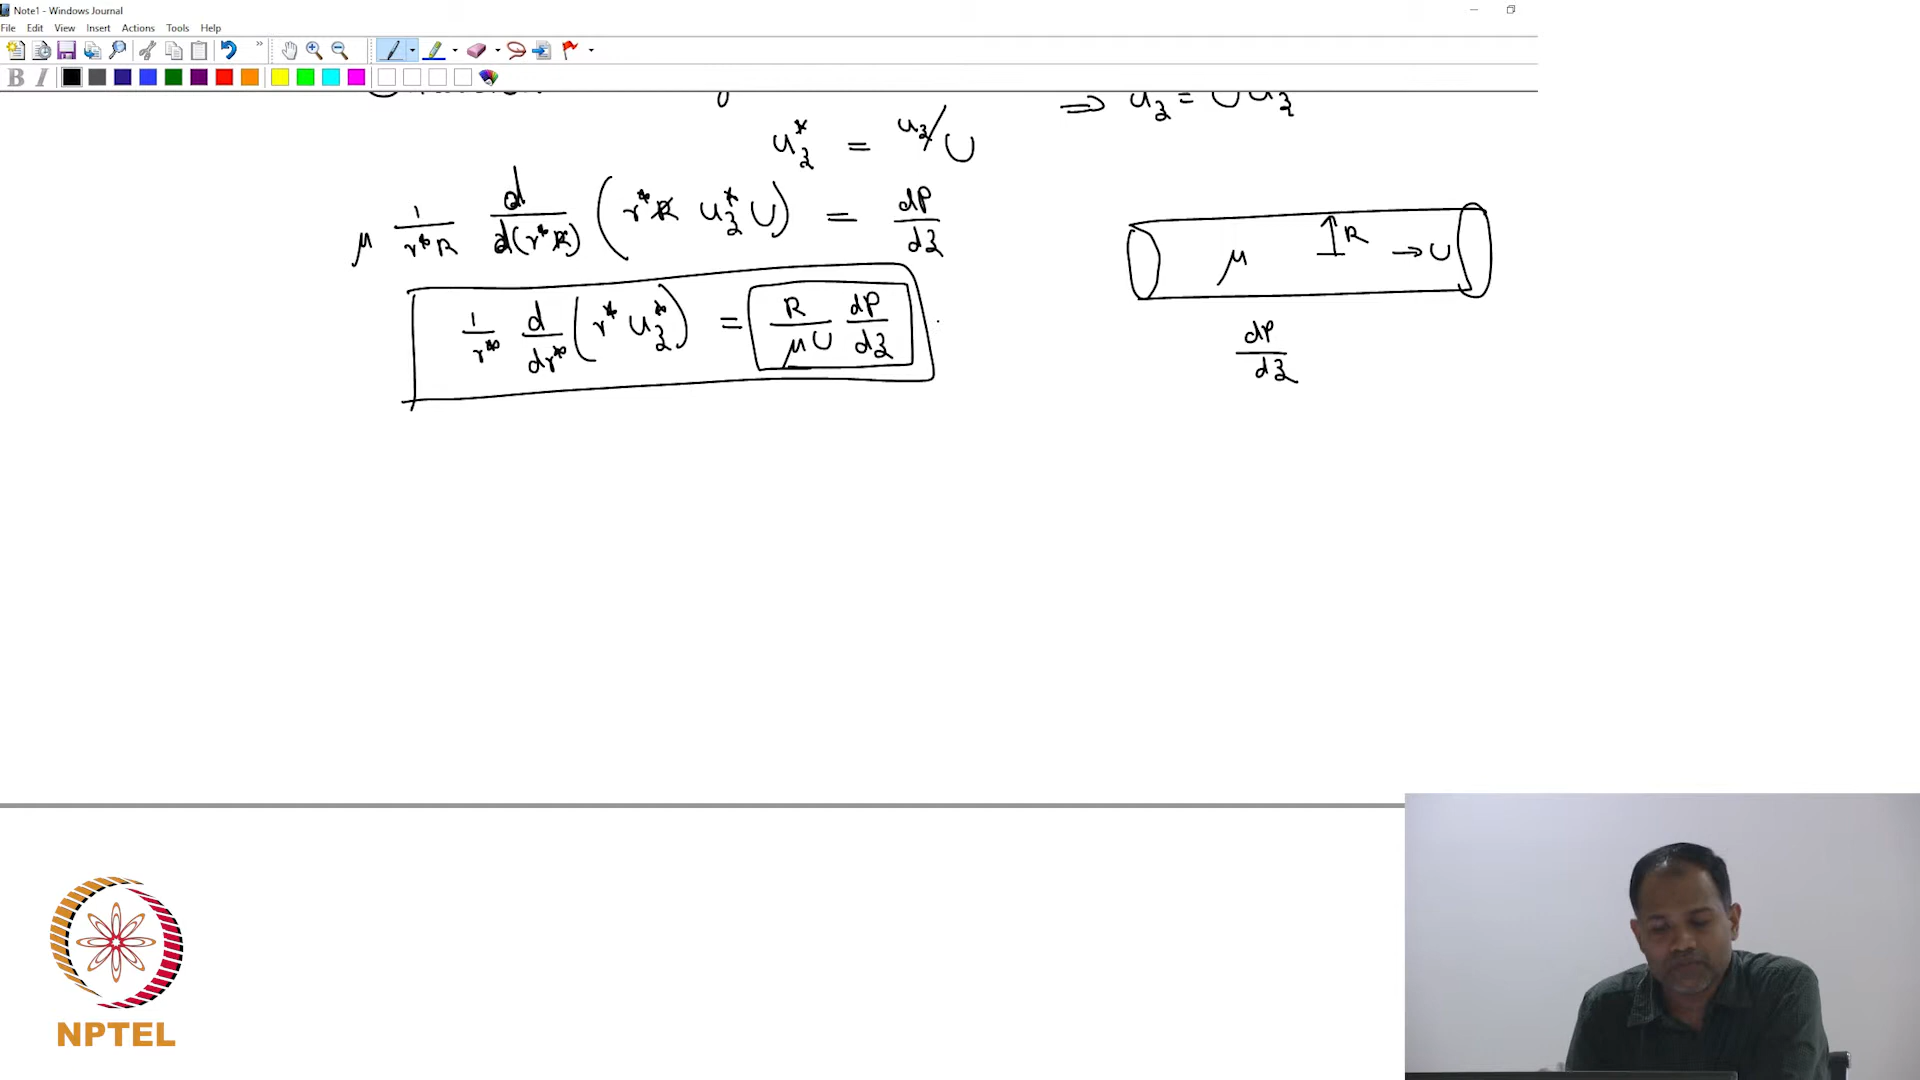 Note1 - Windows Journal
File Edit View Insert Actions Tools Help
B I
⇒ u_z = U u_z^*
u_z^* = u_z/U
μ 1/(r^* R) d/(d(r^* R)) (r^* R u_z^* U) = dP/dz
μ R → U
1/r^* d/dr^* (r^* u_z^*) = R/(μU) dP/dz
dP/dz
NPTEL